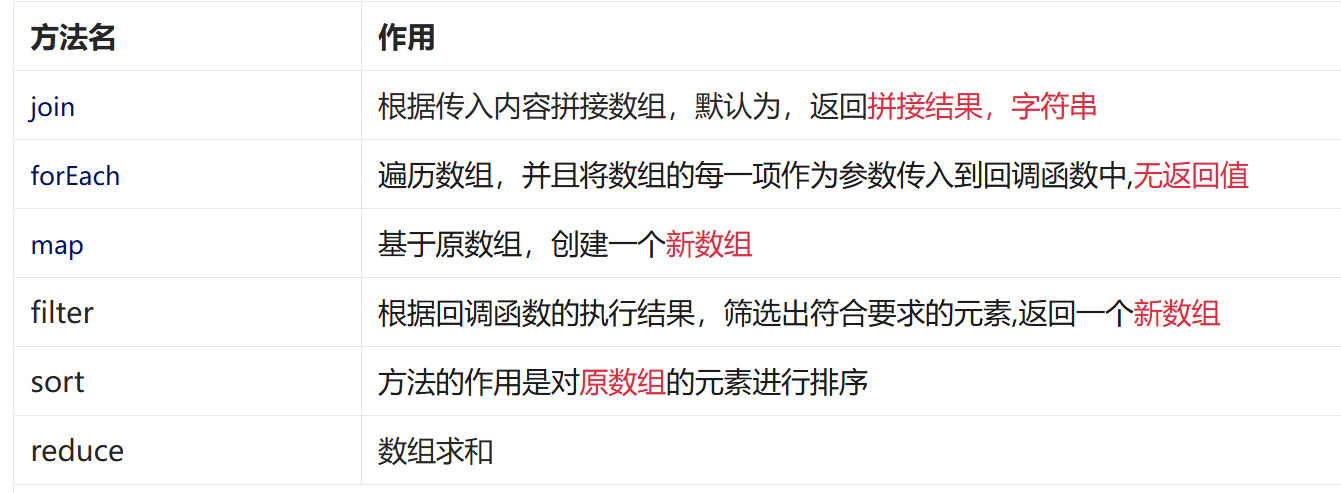 方法名 作用
join 根据传入内容拼接数组，默认为，返回拼接结果，字符串
forEach 遍历数组，并且将数组的每一项作为参数传入到回调函数中,无返回值
map 基于原数组，创建一个新数组
filter 根据回调函数的执行结果，筛选出符合要求的元素,返回一个新数组
sort 方法的作用是对原数组的元素进行排序
reduce 数组求和